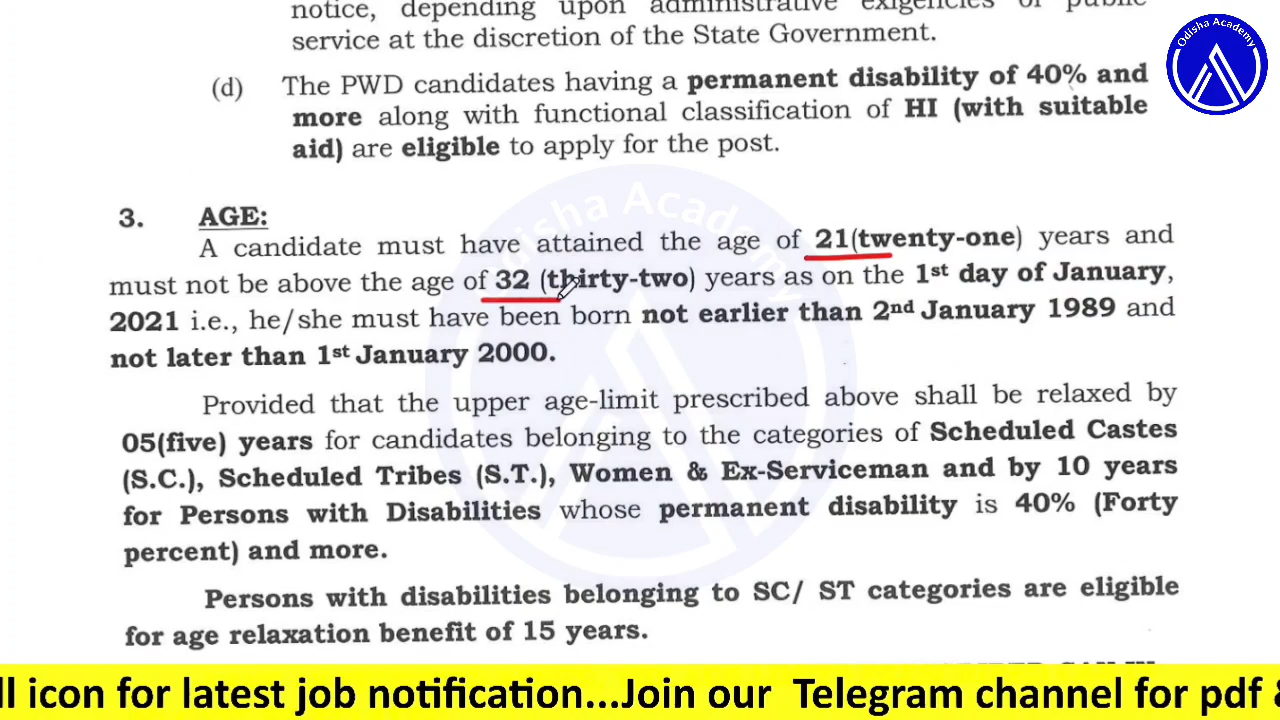 notice, depending upon administrative exigencies of public
service at the discretion of the State Government.
Odisha Academy
(d) The PWD candidates having a permanent disability of 40% and
more along with functional classification of HI (with suitable
aid) are eligible to apply for the post.
3. AGE:
A candidate must have attained the age of 21(twenty-one) years and
must not be above the age of 32 (thirty-two) years as on the 1st day of January,
2021 i.e., he/she must have been born not earlier than 2nd January 1989 and
not later than 1st January 2000.
Provided that the upper age-limit prescribed above shall be relaxed by
05(five) years for candidates belonging to the categories of Scheduled Castes
(S.C.), Scheduled Tribes (S.T.), Women & Ex-Serviceman and by 10 years
for Persons with Disabilities whose permanent disability is 40% (Forty
percent) and more.
Persons with disabilities belonging to SC/ ST categories are eligible
for age relaxation benefit of 15 years.
Odisha Academy
ll icon for latest job notification...Join our Telegram channel for pdf &